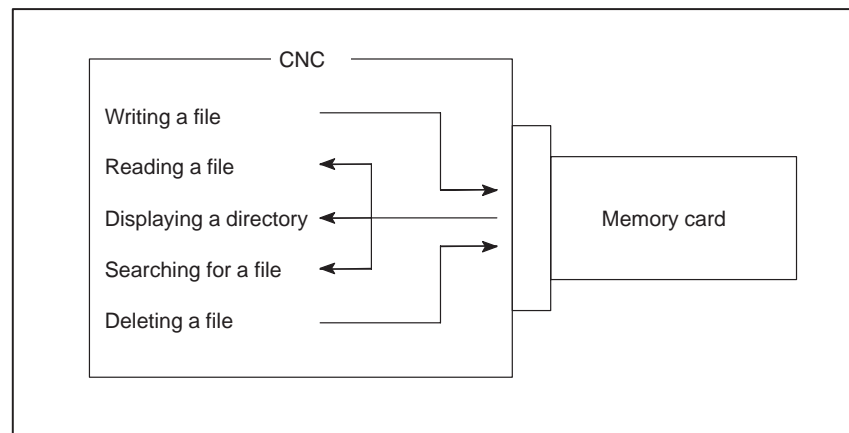 CNC
Writing a file
Reading a file
Displaying a directory
Searching for a file
Deleting a file
Memory card